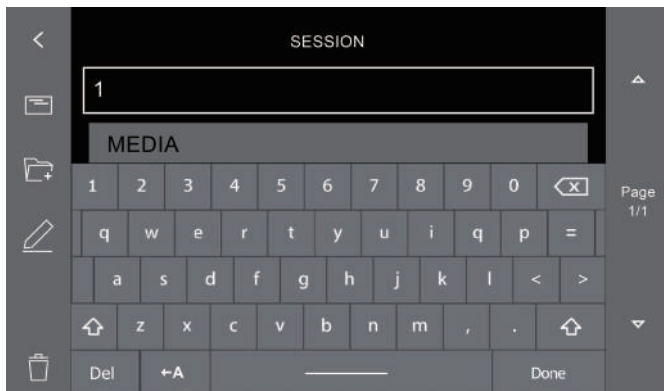 SESSION
1
MEDIA
Page
1/1
1 2 3 4 5 6 7 8 9 0
q w e r t y u i q p =
a s d f g h j k l < >
z x c v b n m , .
Del ←A Done